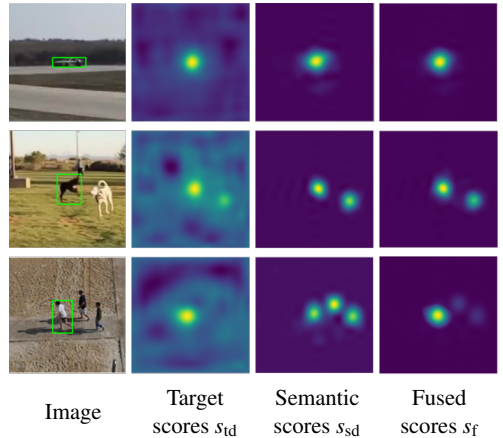 Image
Target
scores s_td
Semantic
scores s_sd
Fused
scores s_f